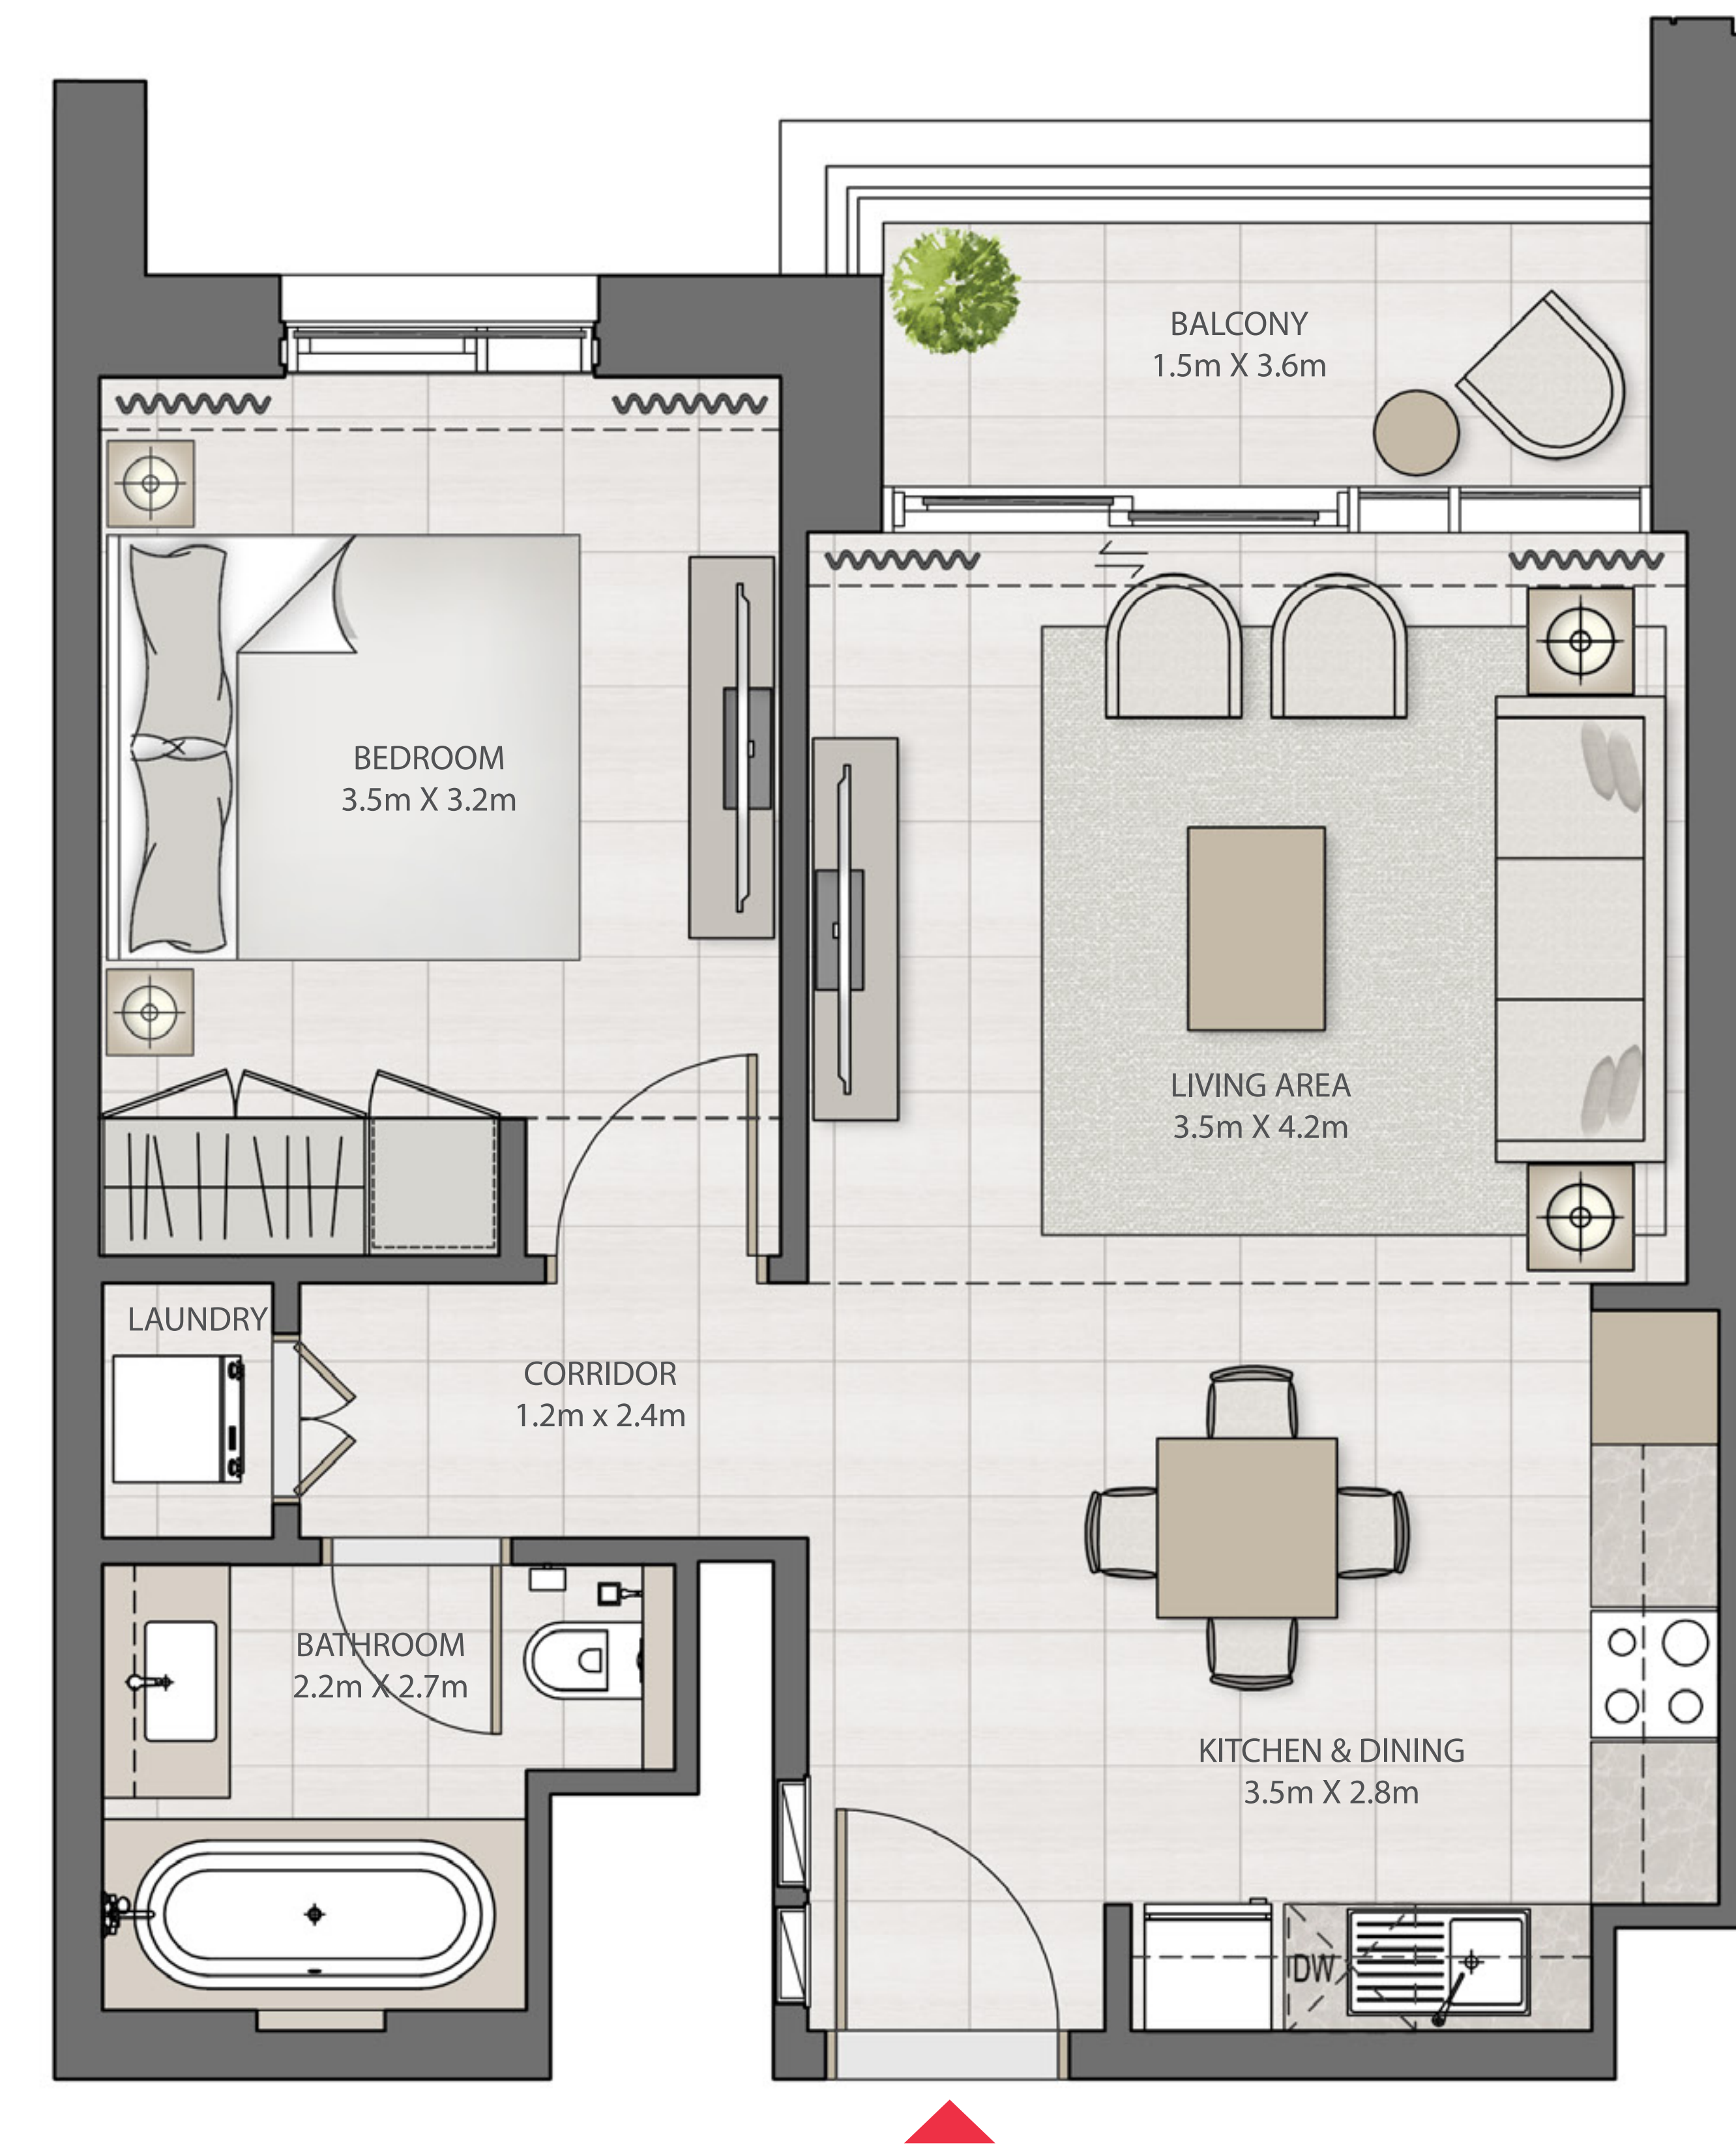 BALCONY
1.5m X 3.6m
BEDROOM
3.5m X 3.2m
LIVING AREA
3.5m X 4.2m
LAUNDRY
CORRIDOR
1.2m x 2.4m
BATHROOM
2.2m X 2.7m
KITCHEN & DINING
3.5m X 2.8m
DW